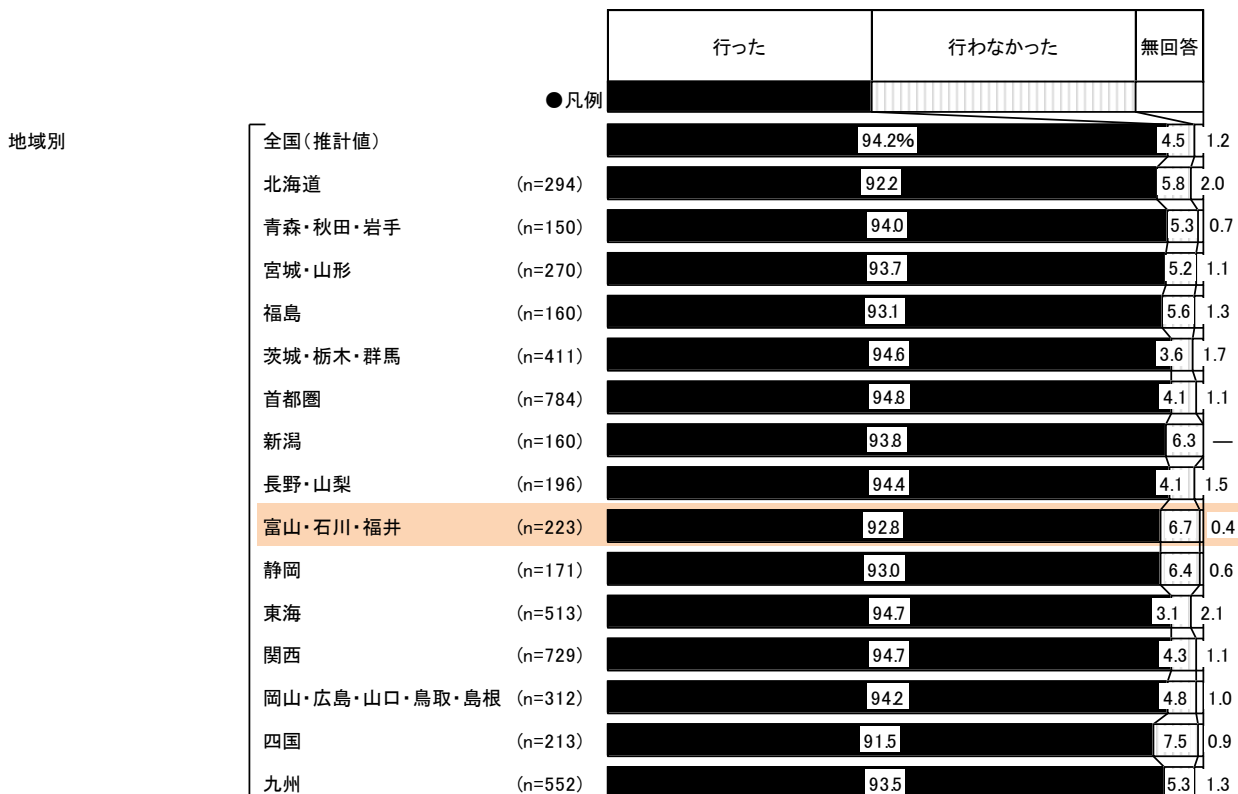 行った 行わなかった 無回答
●凡例
地域別 全国(推計値) 94.2% 4.5 1.2
北海道 (n=294) 92.2 5.8 2.0
青森・秋田・岩手 (n=150) 94.0 5.3 0.7
宮城・山形 (n=270) 93.7 5.2 1.1
福島 (n=160) 93.1 5.6 1.3
茨城・栃木・群馬 (n=411) 94.6 3.6 1.7
首都圏 (n=784) 94.8 4.1 1.1
新潟 (n=160) 93.8 6.3 —
長野・山梨 (n=196) 94.4 4.1 1.5
富山・石川・福井 (n=223) 92.8 6.7 0.4
静岡 (n=171) 93.0 6.4 0.6
東海 (n=513) 94.7 3.1 2.1
関西 (n=729) 94.7 4.3 1.1
岡山・広島・山口・鳥取・島根 (n=312) 94.2 4.8 1.0
四国 (n=213) 91.5 7.5 0.9
九州 (n=552) 93.5 5.3 1.3